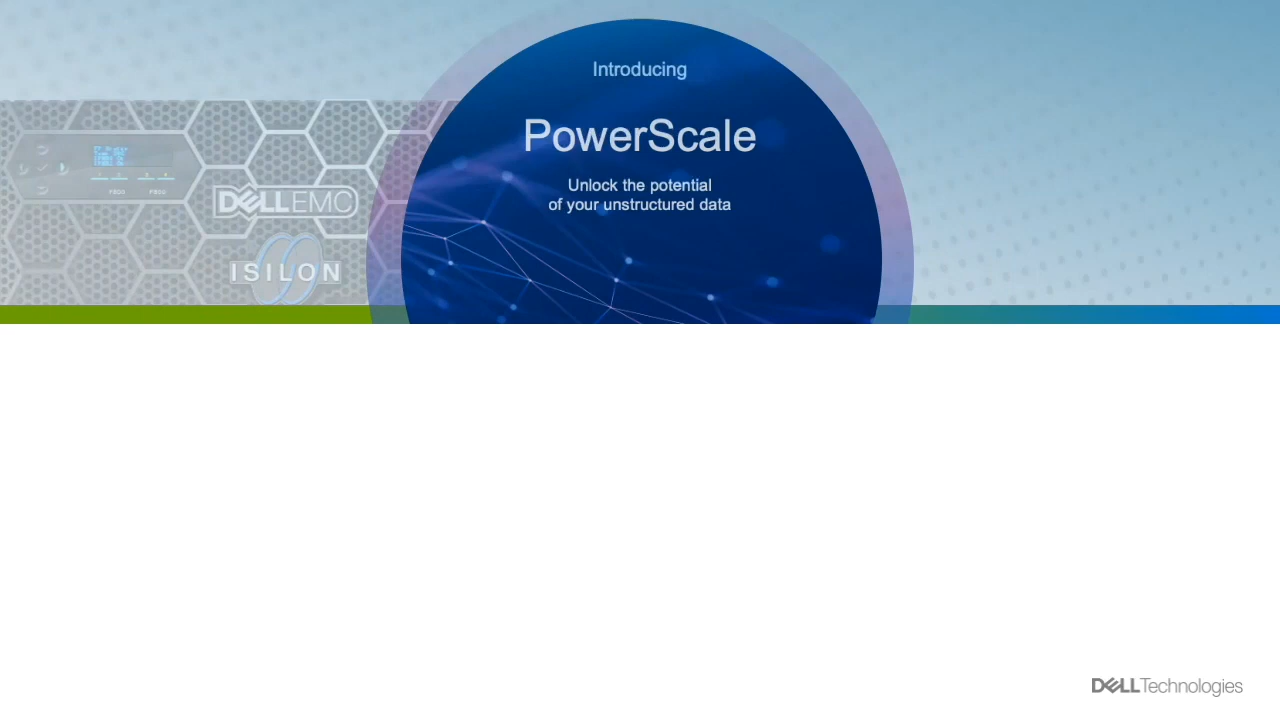 Introducing
PowerScale
Unlock the potential
of your unstructured data
DELLEMC
ISILON
DELLTechnologies